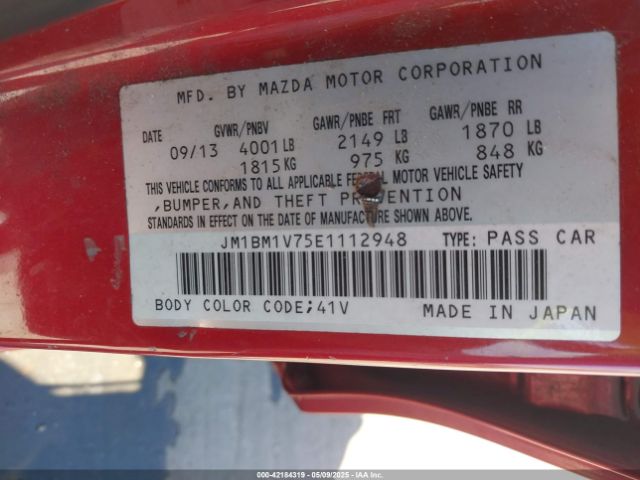 MFD. BY MAZDA MOTOR CORPORATION
DATE GVWR/PNBV GAWR/PNBE FRT GAWR/PNBE RR
09/13 4001 LB 2149 LB 1870 LB
1815 KG 975 KG 848 KG
THIS VEHICLE CONFORMS TO ALL APPLICABLE FEDERAL MOTOR VEHICLE SAFETY
,BUMPER,AND THEFT PREVENTION
STANDARDS IN EFFECT ON THE DATE OF MANUFACTURE SHOWN ABOVE.
JM1BM1V75E1112948 TYPE: PASS CAR
BODY COLOR CODE;41V MADE IN JAPAN
000-42184319 - 05/09/2025 - IAA Inc.